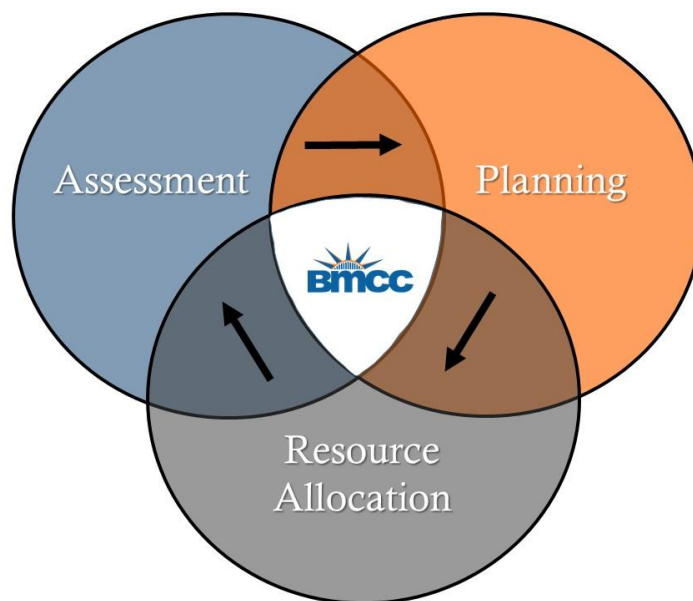 Assessment
Planning
BMCC
Resource
Allocation